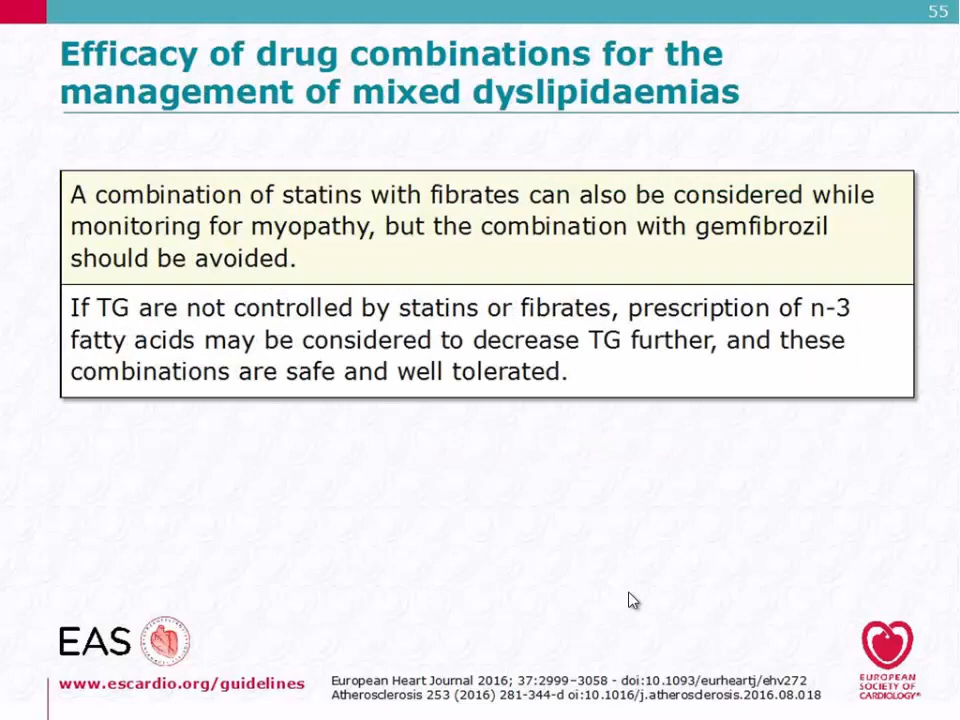 55
Efficacy of drug combinations for the
management of mixed dyslipidaemias
A combination of statins with fibrates can also be considered while
monitoring for myopathy, but the combination with gemfibrozil
should be avoided.
If TG are not controlled by statins or fibrates, prescription of n-3
fatty acids may be considered to decrease TG further, and these
combinations are safe and well tolerated.
EAS
www.escardio.org/guidelines
European Heart Journal 2016; 37:2999–3058 - doi:10.1093/eurheartj/ehv272
Atherosclerosis 253 (2016) 281-344-d oi:10.1016/j.atherosclerosis.2016.08.018
EUROPEAN
SOCIETY OF
CARDIOLOGY®